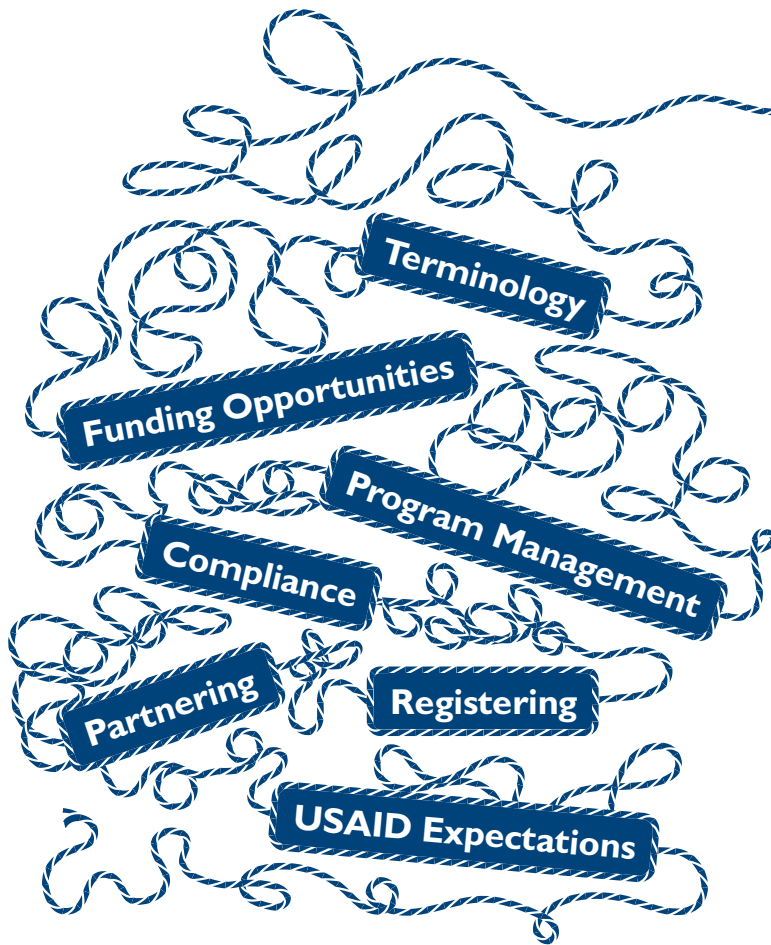 Terminology
Funding Opportunities
Program Management
Compliance
Partnering
Registering
USAID Expectations